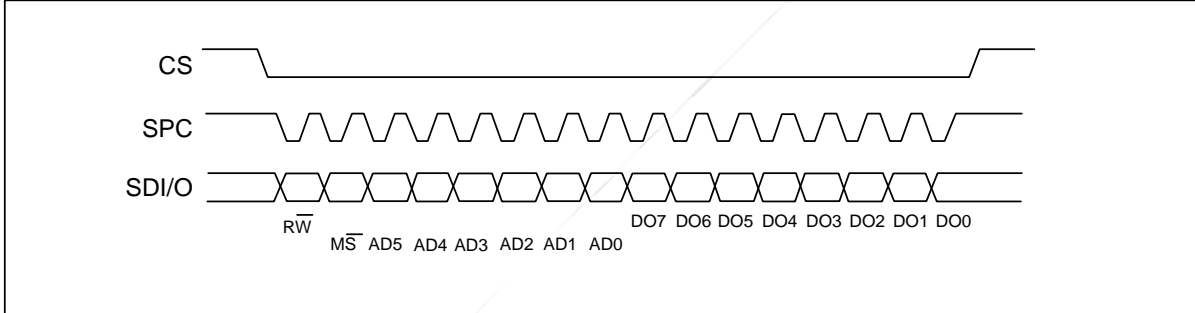 CS
SPC
SDI/O
RW̅
DO7 DO6 DO5 DO4 DO3 DO2 DO1 DO0
MS̅ AD5 AD4 AD3 AD2 AD1 AD0